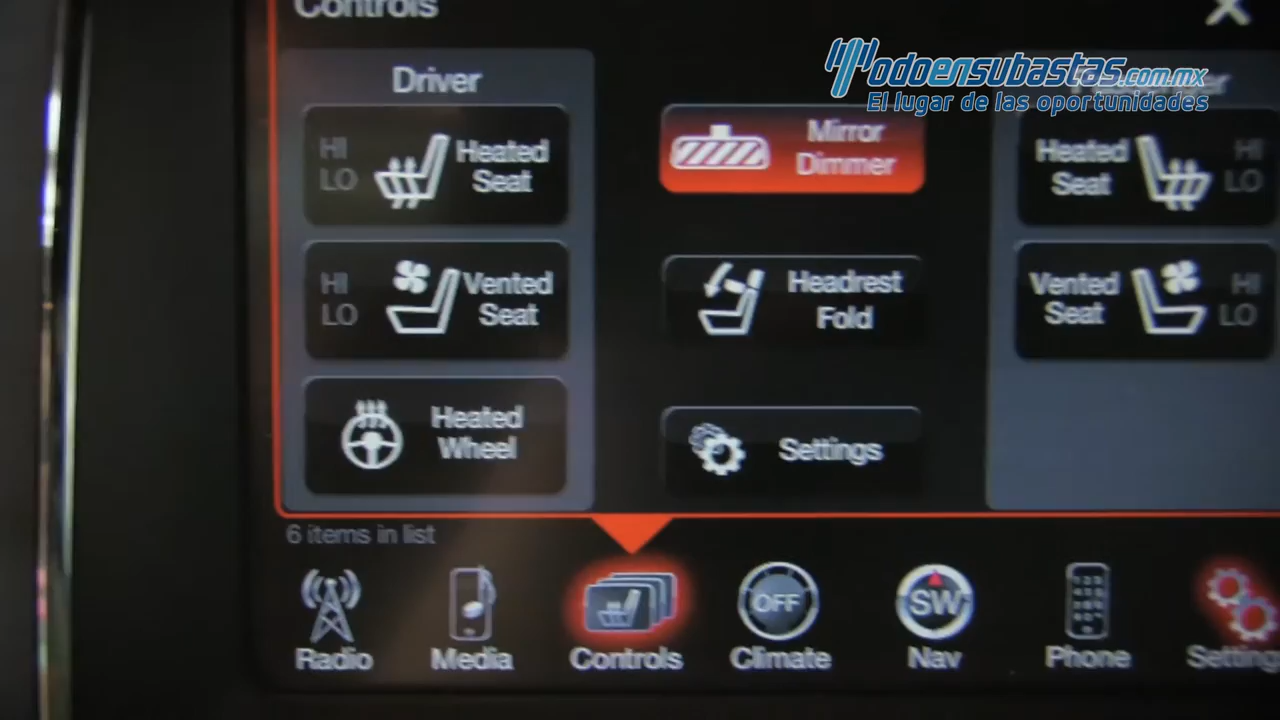 Controls
X
Todoensubastas.com.mx
El lugar de las oportunidades
Driver
HI
LO
Heated
Seat
HI
LO
Vented
Seat
Heated
Wheel
Mirror
Dimmer
Headrest
Fold
Settings
Heated
Seat
HI
LO
Vented
Seat
HI
LO
6 items in list
Radio
Media
Controls
OFF
Climate
SW
Nav
Phone
Setting